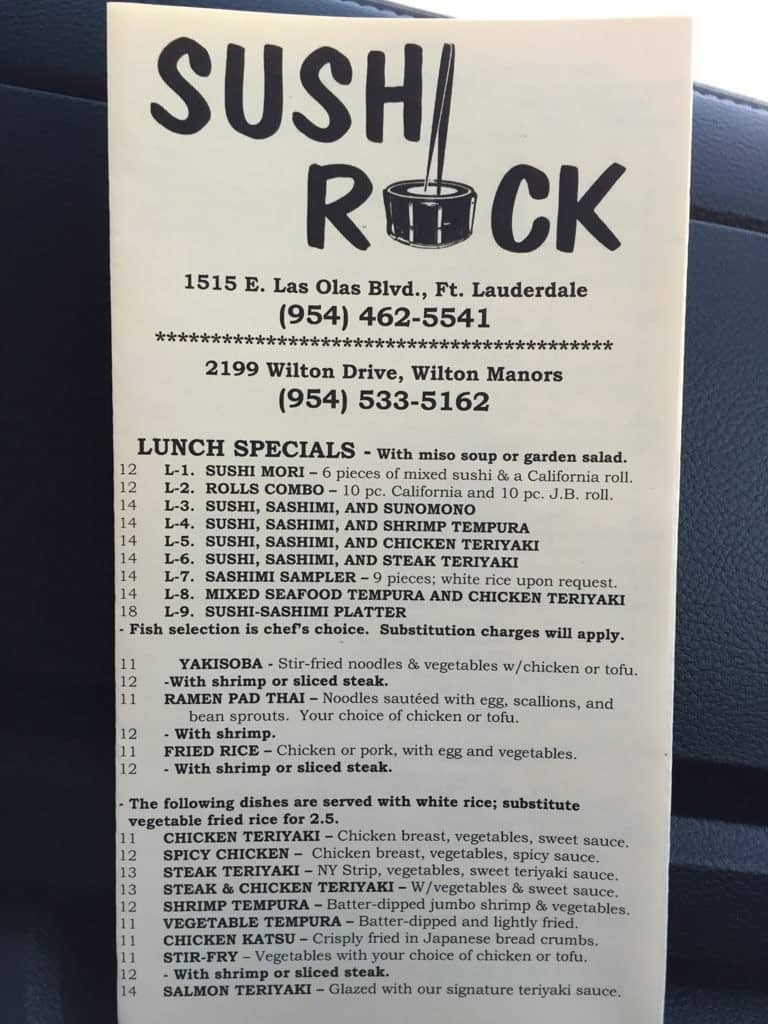 SUSHI
ROCK
1515 E. Las Olas Blvd., Ft. Lauderdale
(954) 462-5541
******************************************
2199 Wilton Drive, Wilton Manors
(954) 533-5162
LUNCH SPECIALS - With miso soup or garden salad.
12 L-1. SUSHI MORI – 6 pieces of mixed sushi & a California roll.
12 L-2. ROLLS COMBO – 10 pc. California and 10 pc. J.B. roll.
14 L-3. SUSHI, SASHIMI, AND SUNOMONO
14 L-4. SUSHI, SASHIMI, AND SHRIMP TEMPURA
14 L-5. SUSHI, SASHIMI, AND CHICKEN TERIYAKI
14 L-6. SUSHI, SASHIMI, AND STEAK TERIYAKI
14 L-7. SASHIMI SAMPLER – 9 pieces; white rice upon request.
14 L-8. MIXED SEAFOOD TEMPURA AND CHICKEN TERIYAKI
18 L-9. SUSHI-SASHIMI PLATTER
- Fish selection is chef's choice. Substitution charges will apply.
11 YAKISOBA - Stir-fried noodles & vegetables w/chicken or tofu.
12 -With shrimp or sliced steak.
11 RAMEN PAD THAI – Noodles sautéed with egg, scallions, and
bean sprouts. Your choice of chicken or tofu.
12 - With shrimp.
11 FRIED RICE – Chicken or pork, with egg and vegetables.
12 - With shrimp or sliced steak.
- The following dishes are served with white rice; substitute
vegetable fried rice for 2.5.
11 CHICKEN TERIYAKI – Chicken breast, vegetables, sweet sauce.
12 SPICY CHICKEN – Chicken breast, vegetables, spicy sauce.
13 STEAK TERIYAKI – NY Strip, vegetables, sweet teriyaki sauce.
13 STEAK & CHICKEN TERIYAKI – W/vegetables & sweet sauce.
12 SHRIMP TEMPURA – Batter-dipped jumbo shrimp & vegetables.
11 VEGETABLE TEMPURA – Batter-dipped and lightly fried.
11 CHICKEN KATSU – Crisply fried in Japanese bread crumbs.
11 STIR-FRY – Vegetables with your choice of chicken or tofu.
12 - With shrimp or sliced steak.
14 SALMON TERIYAKI – Glazed with our signature teriyaki sauce.